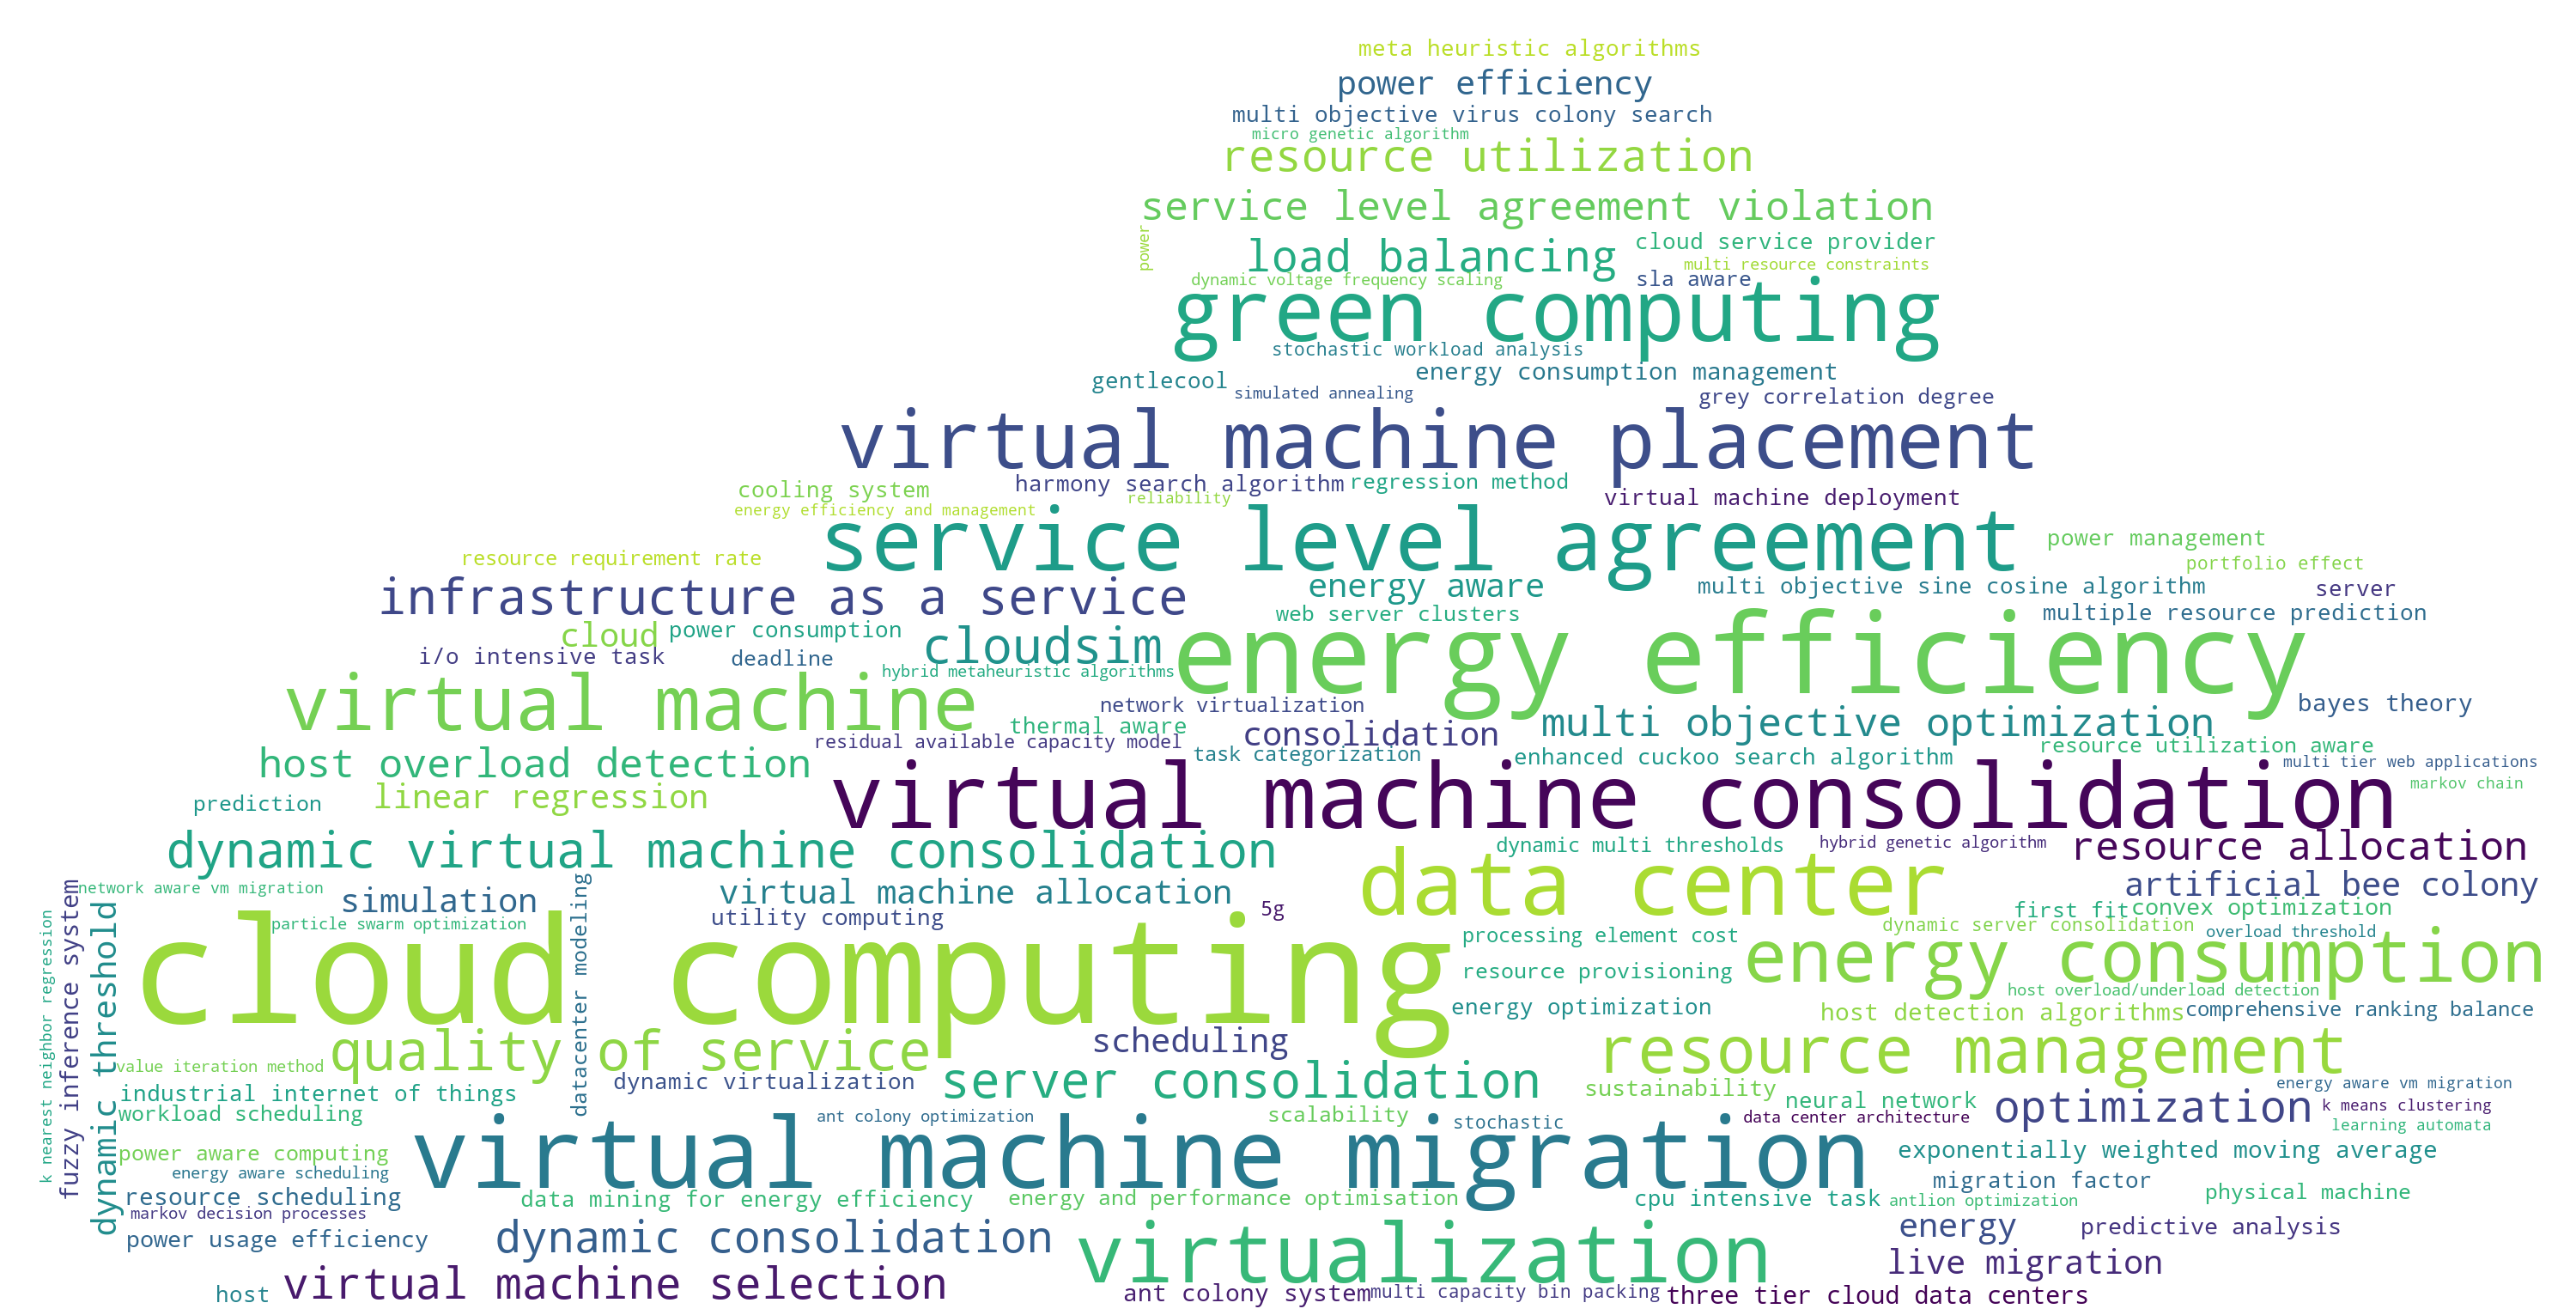 meta heuristic algorithms
power efficiency
multi objective virus colony search
micro genetic algorithm
resource utilization
service level agreement violation
power
load balancing
cloud service provider
multi resource constraints
dynamic voltage frequency scaling
sla aware
green computing
stochastic workload analysis
gentlecool
energy consumption management
simulated annealing
grey correlation degree
virtual machine placement
cooling system
harmony search algorithm
regression method
reliability
virtual machine deployment
energy efficiency and management
service level agreement
power management
resource requirement rate
portfolio effect
infrastructure as a service
energy aware
multi objective sine cosine algorithm
server
web server clusters
multiple resource prediction
cloud
power consumption
cloudsim
energy efficiency
i/o intensive task
deadline
hybrid metaheuristic algorithms
virtual machine
network virtualization
bayes theory
thermal aware
consolidation
multi objective optimization
residual available capacity model
task categorization
enhanced cuckoo search algorithm
resource utilization aware
host overload detection
multi tier web applications
markov chain
prediction
linear regression
virtual machine consolidation
dynamic virtual machine consolidation
dynamic multi thresholds
hybrid genetic algorithm
resource allocation
network aware vm migration
simulation
virtual machine allocation
data center
artificial bee colony
particle swarm optimization
utility computing
5g
first fit
convex optimization
dynamic server consolidation
overload threshold
k nearest neighbor regression
fuzzy inference system
dynamic threshold
datacenter modeling
cloud computing
processing element cost
energy consumption
resource provisioning
host overload/underload detection
energy optimization
host detection algorithms
comprehensive ranking balance
quality of service
scheduling
resource management
value iteration method
dynamic virtualization
server consolidation
sustainability
energy aware vm migration
industrial internet of things
neural network
optimization
k means clustering
workload scheduling
ant colony optimization
scalability
stochastic
data center architecture
learning automata
virtual machine migration
power aware computing
exponentially weighted moving average
energy aware scheduling
migration factor
resource scheduling
data mining for energy efficiency
energy and performance optimisation
cpu intensive task
antlion optimization
physical machine
markov decision processes
power usage efficiency
dynamic consolidation
virtualization
energy
predictive analysis
live migration
host
virtual machine selection
ant colony system
multi capacity bin packing
three tier cloud data centers